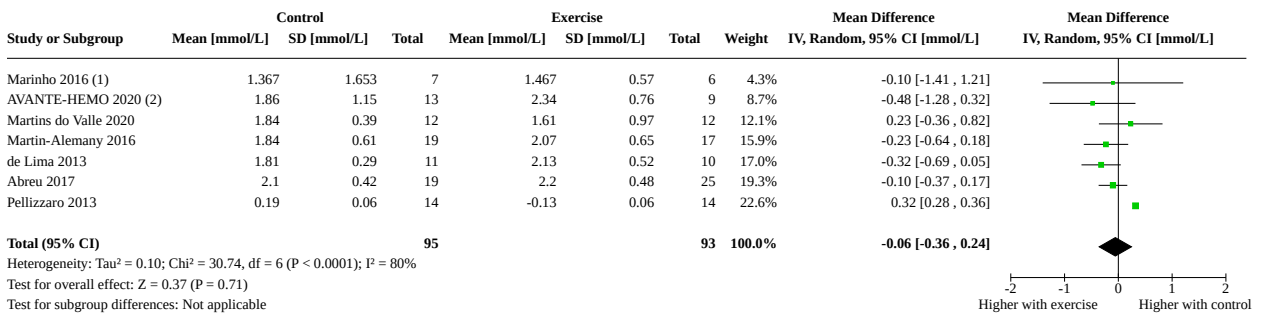 Control Exercise Mean Difference Mean Difference
Study or Subgroup Mean [mmol/L] SD [mmol/L] Total Mean [mmol/L] SD [mmol/L] Total Weight IV, Random, 95% CI [mmol/L] IV, Random, 95% CI [mmol/L]
Marinho 2016 (1) 1.367 1.653 7 1.467 0.57 6 4.3% -0.10 [-1.41 , 1.21]
AVANTE-HEMO 2020 (2) 1.86 1.15 13 2.34 0.76 9 8.7% -0.48 [-1.28 , 0.32]
Martins do Valle 2020 1.84 0.39 12 1.61 0.97 12 12.1% 0.23 [-0.36 , 0.82]
Martin-Alemany 2016 1.84 0.61 19 2.07 0.65 17 15.9% -0.23 [-0.64 , 0.18]
de Lima 2013 1.81 0.29 11 2.13 0.52 10 17.0% -0.32 [-0.69 , 0.05]
Abreu 2017 2.1 0.42 19 2.2 0.48 25 19.3% -0.10 [-0.37 , 0.17]
Pellizzaro 2013 0.19 0.06 14 -0.13 0.06 14 22.6% 0.32 [0.28 , 0.36]
Total (95% CI) 95 93 100.0% -0.06 [-0.36 , 0.24]
Heterogeneity: Tau² = 0.10; Chi² = 30.74, df = 6 (P < 0.0001); I² = 80%
Test for overall effect: Z = 0.37 (P = 0.71)
-2 -1 0 1 2
Test for subgroup differences: Not applicable
Higher with exercise Higher with control